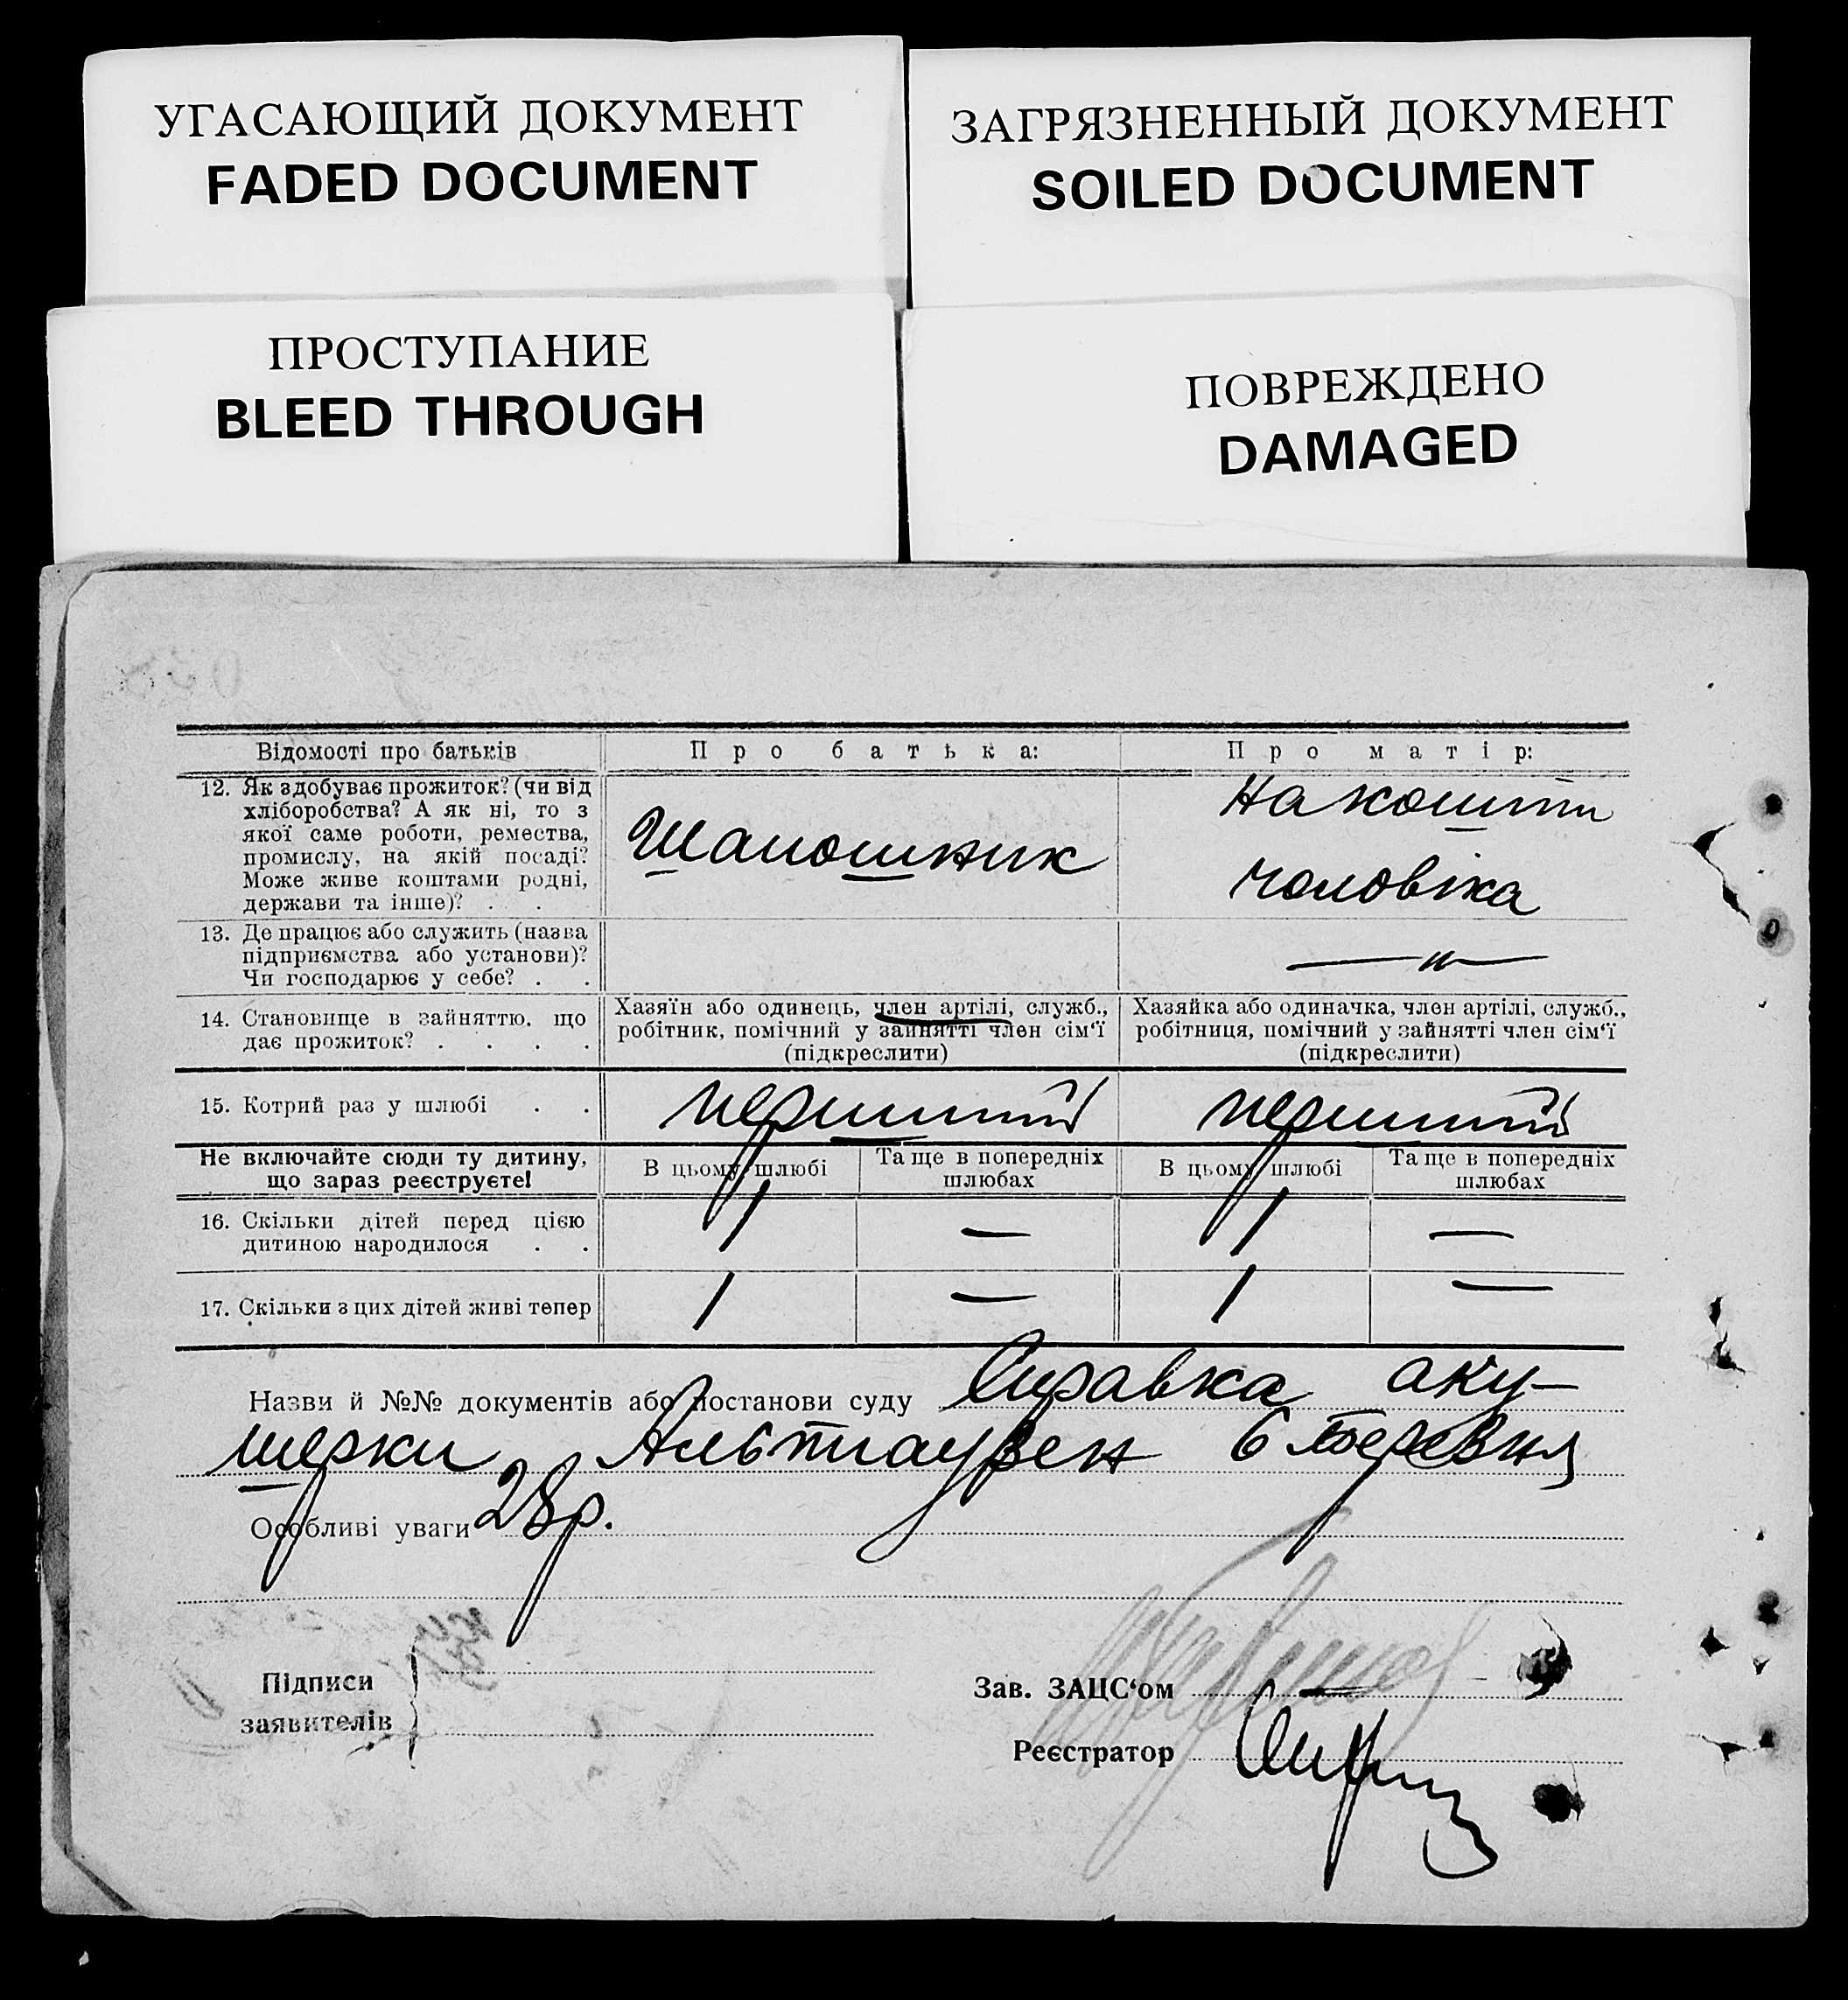 УГАСАЮЩИЙ ДОКУМЕНТ
FADED DOCUMENT
ЗАГРЯЗНЕННЫЙ ДОКУМЕНТ
SOILED DOCUMENT
ПРОСТУПАНИЕ
BLEED THROUGH
ПОВРЕЖДЕНО
DAMAGED
Відомості про батьків
Про батька:
Про матір:
12. Як здобуває прожиток? (чи від
хліборобства? А як ні, то з
якої саме роботи, ремества,
промислу, на якій посаді?
Може живе коштами родні,
держави та інше)? . .
Шапошник
На кошти
чоловіка
13. Де працює або служить (назва
підприємства або установи)?
Чи господарює у себе? . .
— „ —
14. Становище в зайняттю, що
дає прожиток? . . . .
Хазяїн або одинець, член артілі, служб.,
робітник, помічний у зайнятті член сім‘ї
(підкреслити)
Хазяйка або одиначка, член артілі, служб.,
робітниця, помічний у зайнятті член сім‘ї
(підкреслити)
15. Котрий раз у шлюбі . .
перший
перший
Не включайте сюди ту дитину,
що зараз реєструєте!
В цьому шлюбі
Та ще в попередніх
шлюбах
В цьому шлюбі
Та ще в попередніх
шлюбах
16. Скільки дітей перед цією
дитиною народилося . .
1 — 1 —
17. Скільки з цих дітей живі тепер
1 — 1 —
Назви й №№ документів або постанови суду Справка аку-
шерки Альтгаузен 6 березня
Особливі уваги 28р.
Підписи
заявителів
Зав. ЗАЦС‘ом
Реєстратор